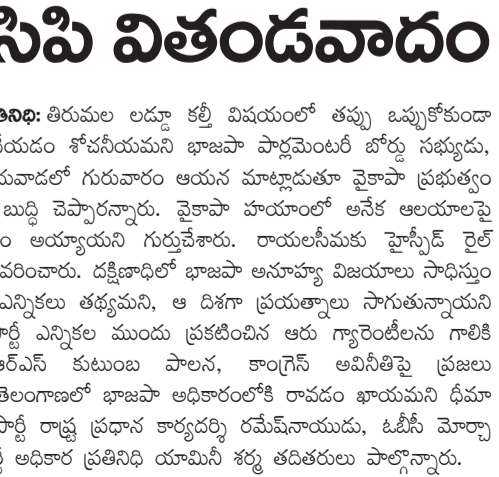 సిపి వితండవాదం
తినిధి: తిరుమల లడ్డూ కల్తీ విషయంలో తప్పు ఒప్పుకోకుండా
చేయడం శోచనీయమని భాజపా పార్లమెంటరీ బోర్డు సభ్యుడు,
యవాడలో గురువారం ఆయన మాట్లాడుతూ వైకాపా ప్రభుత్వం
బుద్ధి చెప్పారన్నారు. వైకాపా హయాంలో అనేక ఆలయాలపై
ం అయ్యాయని గుర్తుచేశారు. రాయలసీమకు హైస్పీడ్ రైల్
వరించారు. దక్షిణాదిలో భాజపా అనూహ్య విజయాలు సాధిస్తుం
ఎన్నికలు తథ్యమని, ఆ దిశగా ప్రయత్నాలు సాగుతున్నాయని
పార్టీ ఎన్నికల ముందు ప్రకటించిన ఆరు గ్యారెంటీలను గాలికి
ఆర్ఎస్ కుటుంబ పాలన, కాంగ్రెస్ అవినీతిపై ప్రజలు
తెలంగాణలో భాజపా అధికారంలోకి రావడం ఖాయమని ధీమా
పార్టీ రాష్ట్ర ప్రధాన కార్యదర్శి రమేష్‌నాయుడు, ఓబీసీ మోర్చా
ర్టీ అధికార ప్రతినిధి యామినీ శర్మ తదితరులు పాల్గొన్నారు.